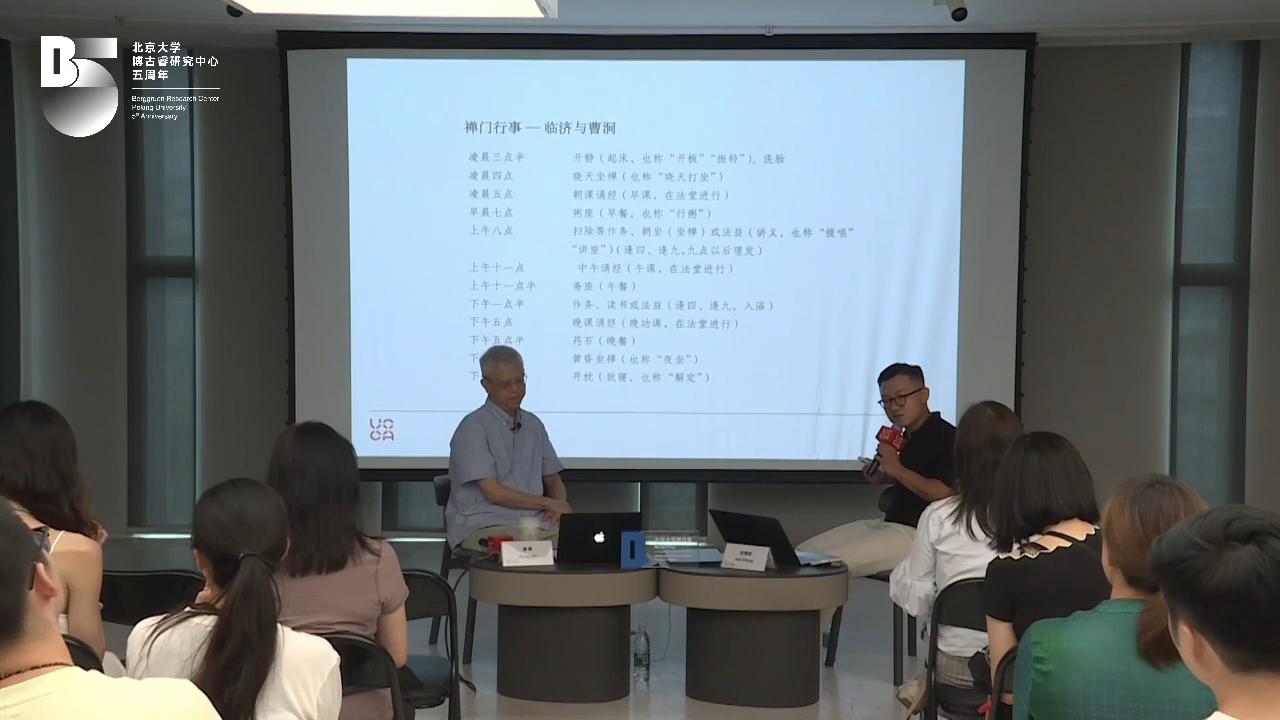 北京大学
博古睿研究中心
五周年
Berggruen Research Center
Peking University
5th Anniversary
禅门行事 — 临济与曹洞
凌晨三点半 开静（起床、也称“开板”“振铃”）、洗脸
凌晨四点 晓天坐禅（也称“晓天打坐”）
凌晨五点 朝课诵经（早课，在法堂进行）
早晨七点 粥座（早餐，也称“行粥”）
上午八点 扫除等作务、朝坐（坐禅）或法益（讲义，也称“提唱”
“讲座”）（逢四、逢九,九点以后理发）
上午十一点 中午诵经（午课，在法堂进行）
上午十一点半 斋座（午餐）
下午一点半 作务、读书或法益（逢四、逢九，入浴）
下午五点 晚课诵经（晚功课，在法堂进行）
下午五点半 药石（晚餐）
下 黄昏坐禅（也称“夜坐”）
下 开枕（就寝，也称“解定”）
UCCA